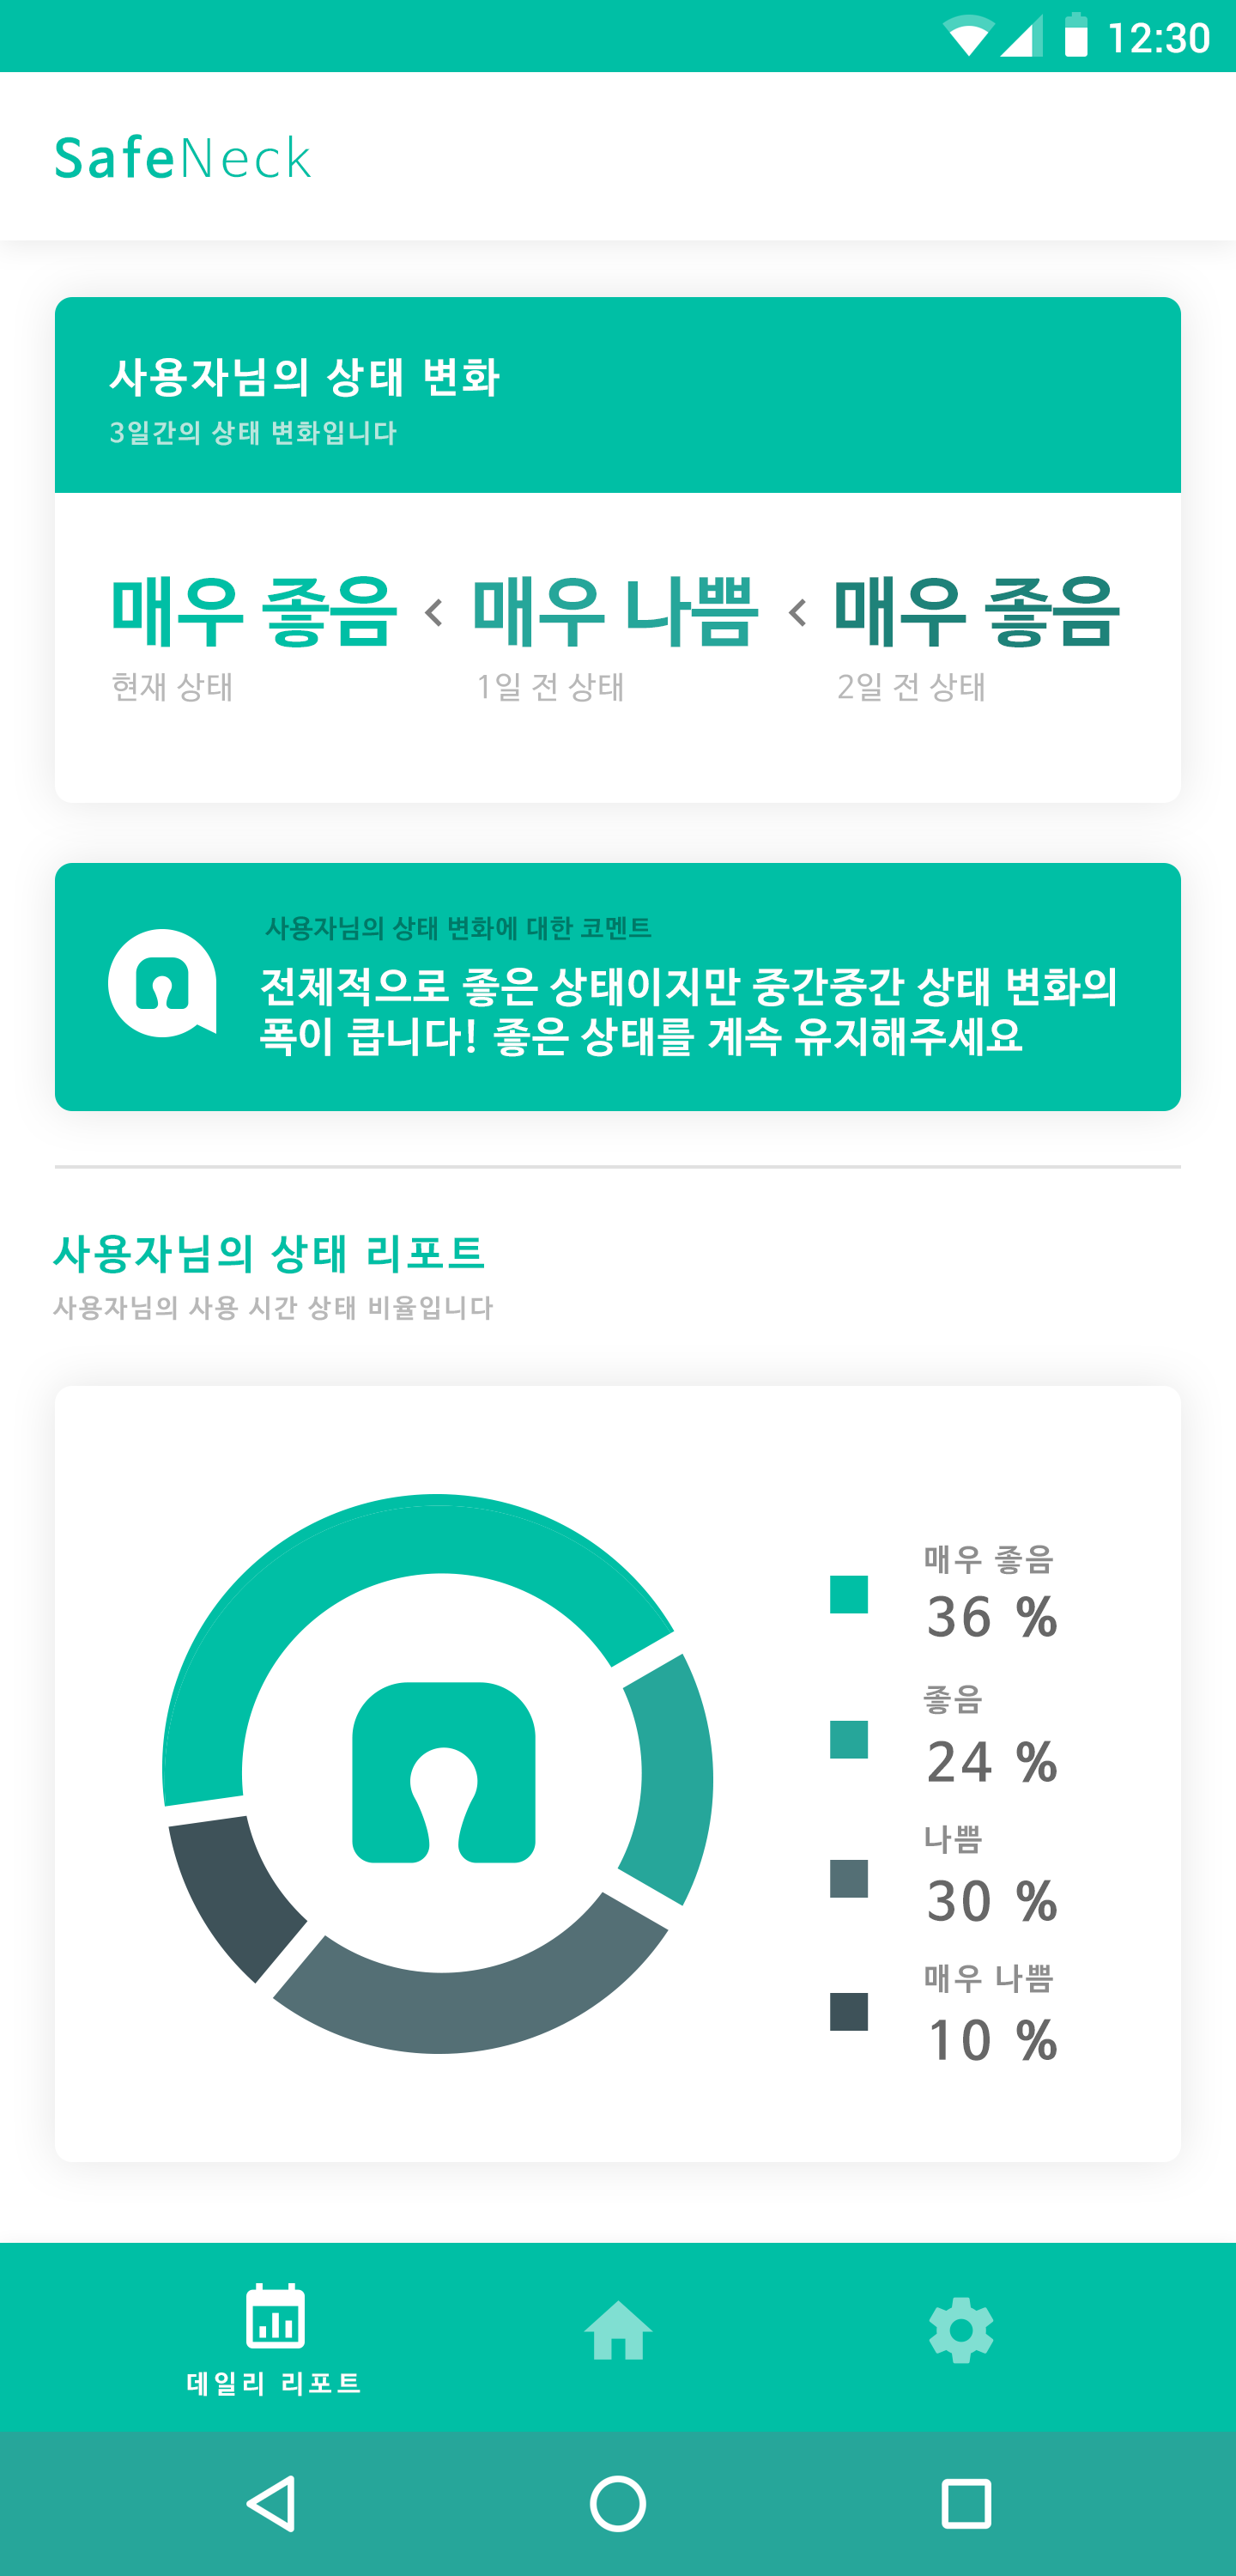 12:30
SafeNeck
사용자님의 상태 변화
3일간의 상태 변화입니다
매우 좋음 < 매우 나쁨 < 매우 좋음
현재 상태 1일 전 상태 2일 전 상태
사용자님의 상태 변화에 대한 코멘트
전체적으로 좋은 상태이지만 중간중간 상태 변화의
폭이 큽니다! 좋은 상태를 계속 유지해주세요
사용자님의 상태 리포트
사용자님의 사용 시간 상태 비율입니다
매우 좋음
36 %
좋음
24 %
나쁨
30 %
매우 나쁨
10 %
데일리 리포트